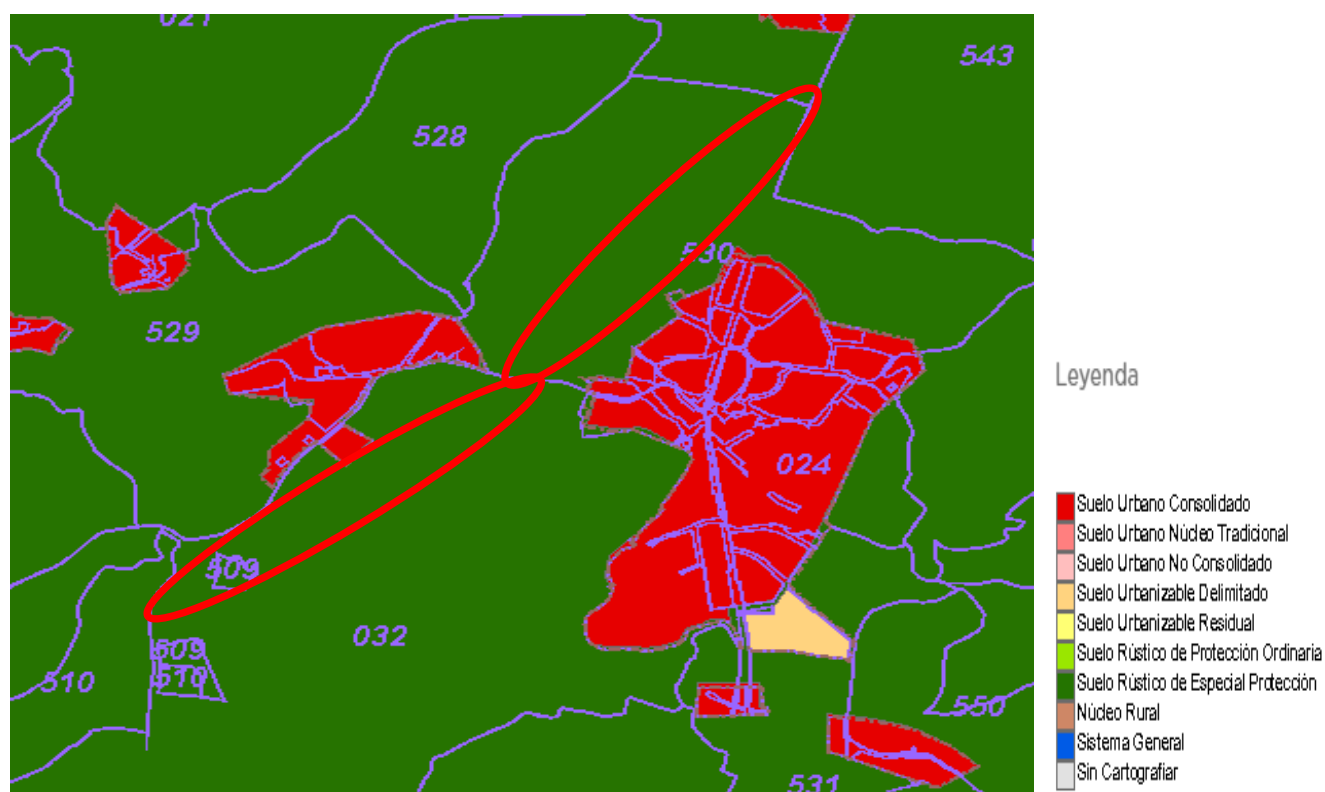 021
543
528
530
529
024
509
032
509
510
510
550
531
Leyenda
Suelo Urbano Consolidado
Suelo Urbano Núcleo Tradicional
Suelo Urbano No Consolidado
Suelo Urbanizable Delimitado
Suelo Urbanizable Residual
Suelo Rústico de Protección Ordinaria
Suelo Rústico de Especial Protección
Núcleo Rural
Sistema General
Sin Cartografiar